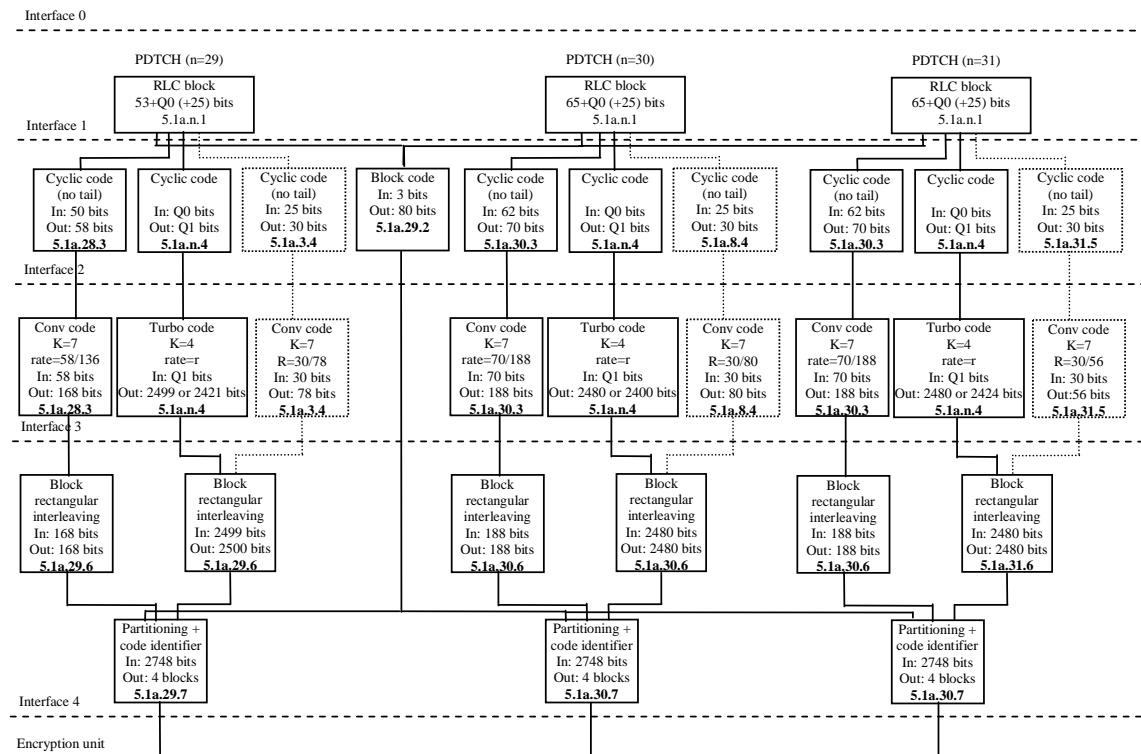 Interface 0
PDTCH (n=29)
PDTCH (n=30)
PDTCH (n=31)
RLC block
53+Q0 (+25) bits
5.1a.n.1
RLC block
65+Q0 (+25) bits
5.1a.n.1
RLC block
65+Q0 (+25) bits
5.1a.n.1
Interface 1
Cyclic code
(no tail)
In: 50 bits
Out: 58 bits
5.1a.28.3
Cyclic code
In: Q0 bits
Out: Q1 bits
5.1a.n.4
Cyclic code
(no tail)
In: 25 bits
Out: 30 bits
5.1a.3.4
Block code
In: 3 bits
Out: 80 bits
5.1a.29.2
Cyclic code
(no tail)
In: 62 bits
Out: 70 bits
5.1a.30.3
Cyclic code
In: Q0 bits
Out: Q1 bits
5.1a.n.4
Cyclic code
(no tail)
In: 25 bits
Out: 30 bits
5.1a.8.4
Cyclic code
(no tail)
In: 62 bits
Out: 70 bits
5.1a.30.3
Cyclic code
In: Q0 bits
Out: Q1 bits
5.1a.n.4
Cyclic code
(no tail)
In: 25 bits
Out: 30 bits
5.1a.31.5
Interface 2
Conv code
K=7
rate=58/136
In: 58 bits
Out: 168 bits
5.1a.28.3
Turbo code
K=4
rate=r
In: Q1 bits
Out: 2499 or 2421 bits
5.1a.n.4
Conv code
K=7
R=30/78
In: 30 bits
Out: 78 bits
5.1a.3.4
Conv code
K=7
rate=70/188
In: 70 bits
Out: 188 bits
5.1a.30.3
Turbo code
K=4
rate=r
In: Q1 bits
Out: 2480 or 2400 bits
5.1a.n.4
Conv code
K=7
R=30/80
In: 30 bits
Out: 80 bits
5.1a.8.4
Conv code
K=7
rate=70/188
In: 70 bits
Out: 188 bits
5.1a.30.3
Turbo code
K=4
rate=r
In: Q1 bits
Out: 2480 or 2424 bits
5.1a.n.4
Conv code
K=7
R=30/56
In: 30 bits
Out:56 bits
5.1a.31.5
Interface 3
Block
rectangular
interleaving
In: 168 bits
Out: 168 bits
5.1a.29.6
Block
rectangular
interleaving
In: 2499 bits
Out: 2500 bits
5.1a.29.6
Block
rectangular
interleaving
In: 188 bits
Out: 188 bits
5.1a.30.6
Block
rectangular
interleaving
In: 2480 bits
Out: 2480 bits
5.1a.30.6
Block
rectangular
interleaving
In: 188 bits
Out: 188 bits
5.1a.30.6
Block
rectangular
interleaving
In: 2480 bits
Out: 2480 bits
5.1a.31.6
Partitioning +
code identifier
In: 2748 bits
Out: 4 blocks
5.1a.29.7
Partitioning +
code identifier
In: 2748 bits
Out: 4 blocks
5.1a.30.7
Partitioning +
code identifier
In: 2748 bits
Out: 4 blocks
5.1a.30.7
Interface 4
Encryption unit